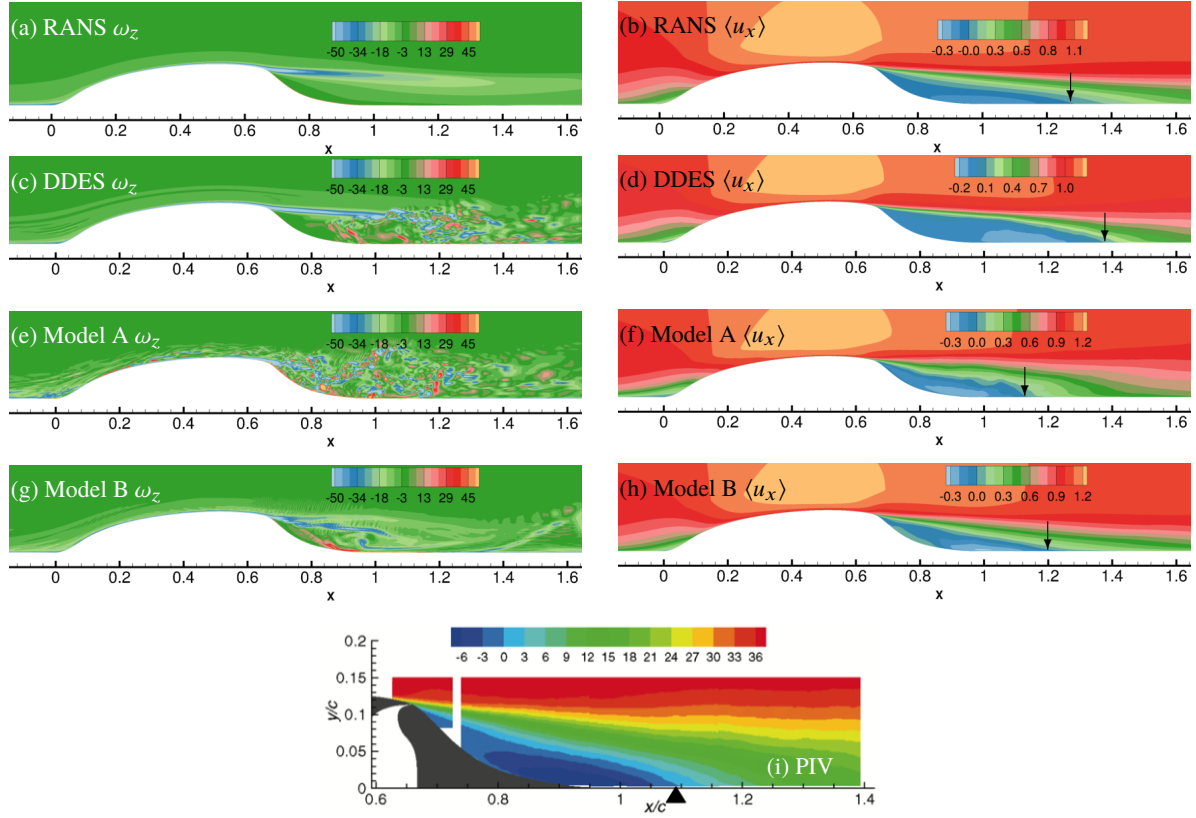 (a) RANS ω_z
-50 -34 -18 -3 13 29 45
0 0.2 0.4 0.6 0.8 1 1.2 1.4 1.6
x
(b) RANS ⟨u_x⟩
-0.3 -0.0 0.3 0.5 0.8 1.1
0 0.2 0.4 0.6 0.8 1 1.2 1.4 1.6
x
(c) DDES ω_z
-50 -34 -18 -3 13 29 45
0 0.2 0.4 0.6 0.8 1 1.2 1.4 1.6
x
(d) DDES ⟨u_x⟩
-0.2 0.1 0.4 0.7 1.0
0 0.2 0.4 0.6 0.8 1 1.2 1.4 1.6
x
(e) Model A ω_z
-50 -34 -18 -3 13 29 45
0 0.2 0.4 0.6 0.8 1 1.2 1.4 1.6
x
(f) Model A ⟨u_x⟩
-0.3 0.0 0.3 0.6 0.9 1.2
0 0.2 0.4 0.6 0.8 1 1.2 1.4 1.6
x
(g) Model B ω_z
-50 -34 -18 -3 13 29 45
0 0.2 0.4 0.6 0.8 1 1.2 1.4 1.6
x
(h) Model B ⟨u_x⟩
-0.3 0.0 0.3 0.6 0.9 1.2
0 0.2 0.4 0.6 0.8 1 1.2 1.4 1.6
x
-6 -3 0 3 6 9 12 15 18 21 24 27 30 33 36
0.2
0.15
0.1
0.05
0
y/c
(i) PIV
0.6 0.8 1 1.2 1.4
x/c